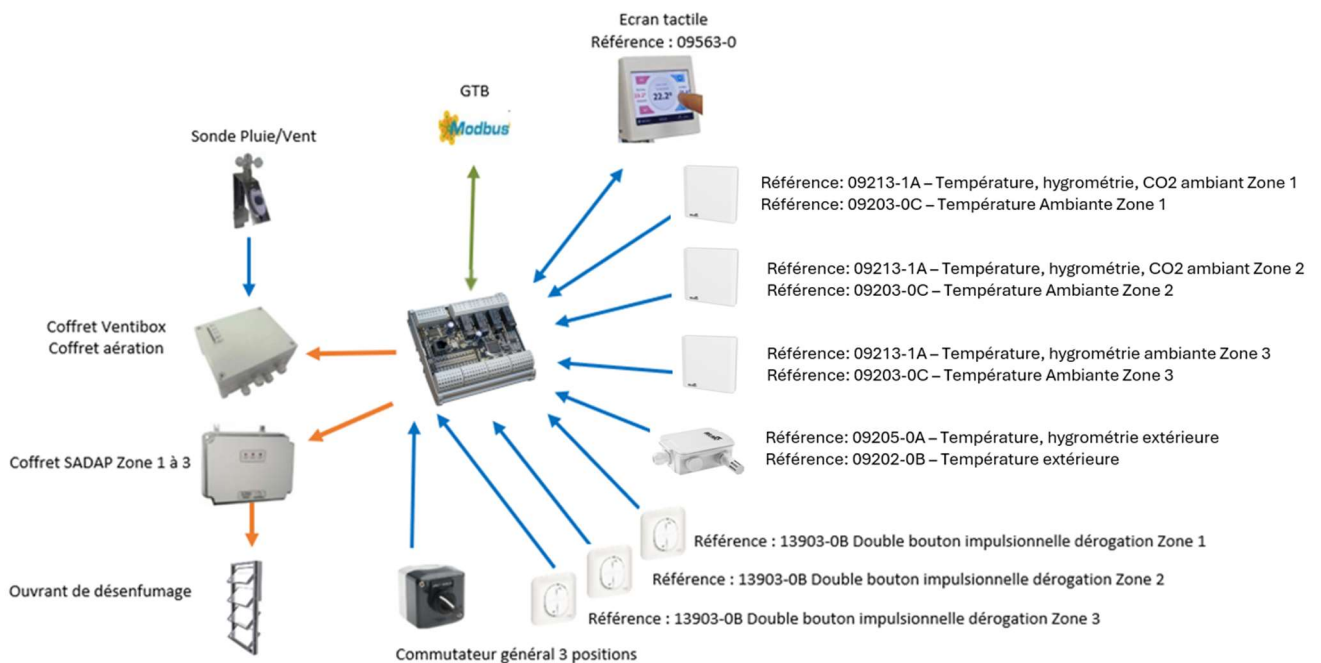 Ecran tactile
Référence : 09563-0
GTB
Modbus
22.2°
Sonde Pluie/Vent
Référence: 09213-1A – Température, hygrométrie, CO2 ambiant Zone 1
Référence: 09203-0C – Température Ambiante Zone 1
Référence: 09213-1A – Température, hygrométrie, CO2 ambiant Zone 2
Référence: 09203-0C – Température Ambiante Zone 2
Coffret Ventibox
Coffret aération
Référence: 09213-1A – Température, hygrométrie ambiante Zone 3
Référence: 09203-0C – Température Ambiante Zone 3
Référence: 09205-0A – Température, hygrométrie extérieure
Référence: 09202-0B – Température extérieure
Coffret SADAP Zone 1 à 3
Référence : 13903-0B Double bouton impulsionnelle dérogation Zone 1
Référence : 13903-0B Double bouton impulsionnelle dérogation Zone 2
Référence : 13903-0B Double bouton impulsionnelle dérogation Zone 3
Ouvrant de désenfumage
Commutateur général 3 positions